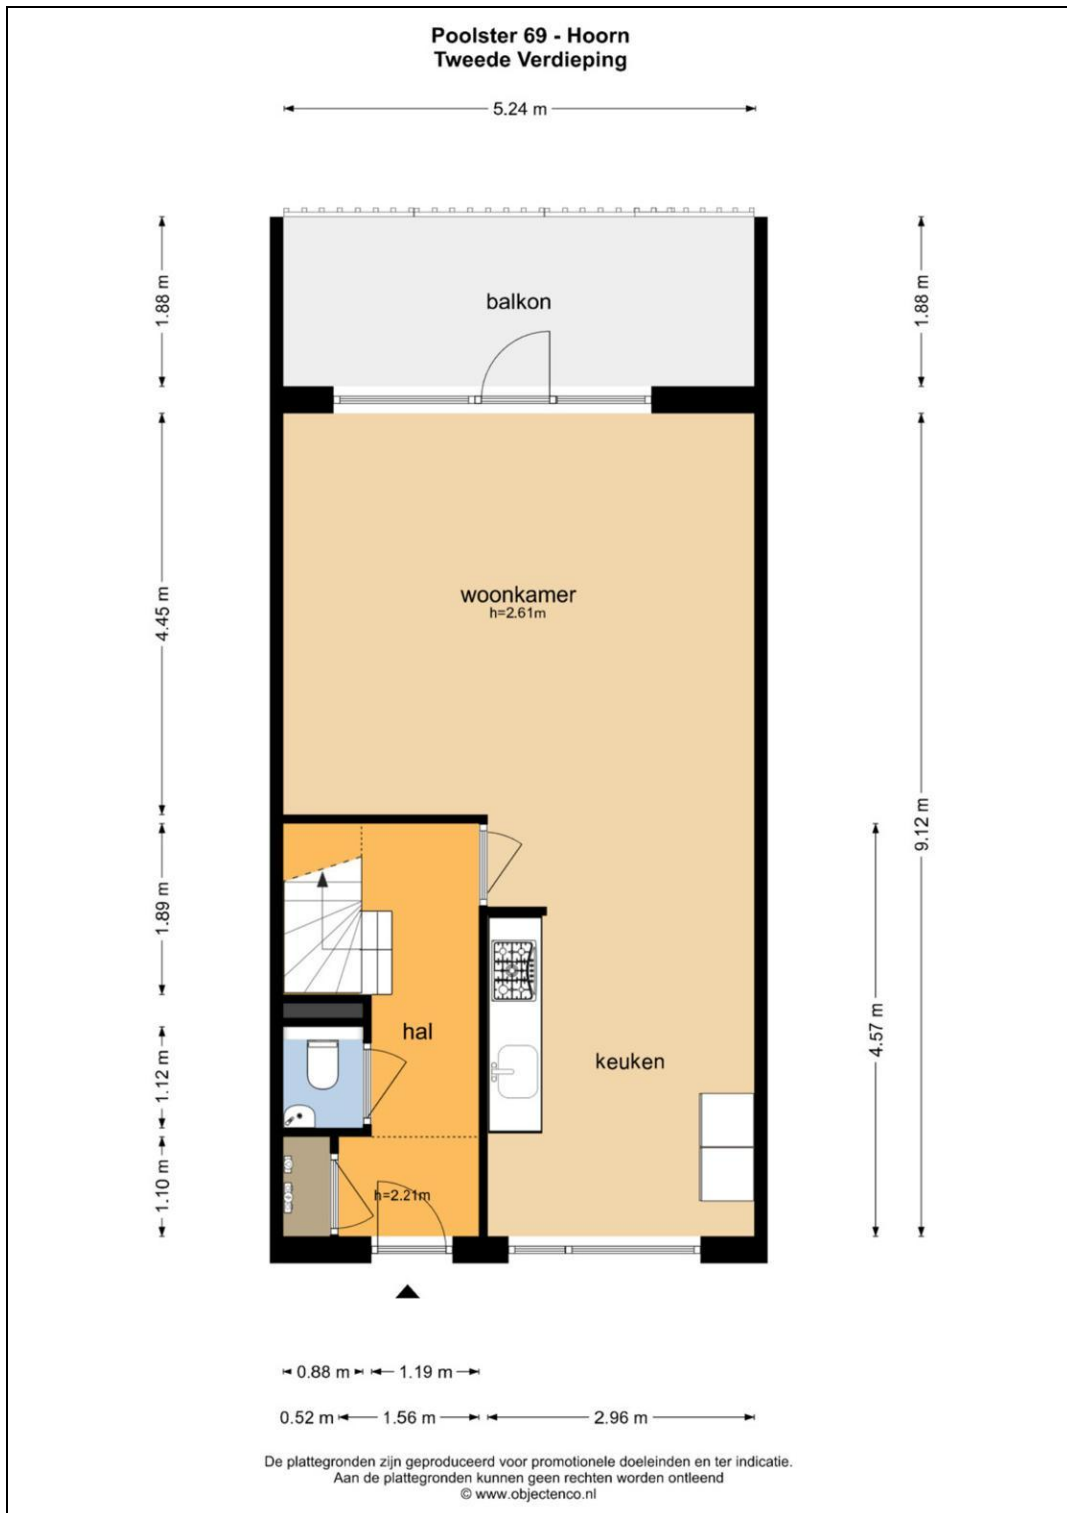 Poolster 69 - Hoorn
Tweede Verdieping
5.24 m
1.88 m
1.88 m
balkon
4.45 m
woonkamer
h=2.61m
9.12 m
1.89 m
4.57 m
hal
keuken
1.12 m
1.10 m
h=2.21m
0.88 m
1.19 m
0.52 m
1.56 m
2.96 m
De plattegronden zijn geproduceerd voor promotionele doeleinden en ter indicatie.
Aan de plattegronden kunnen geen rechten worden ontleend
© www.objectenco.nl